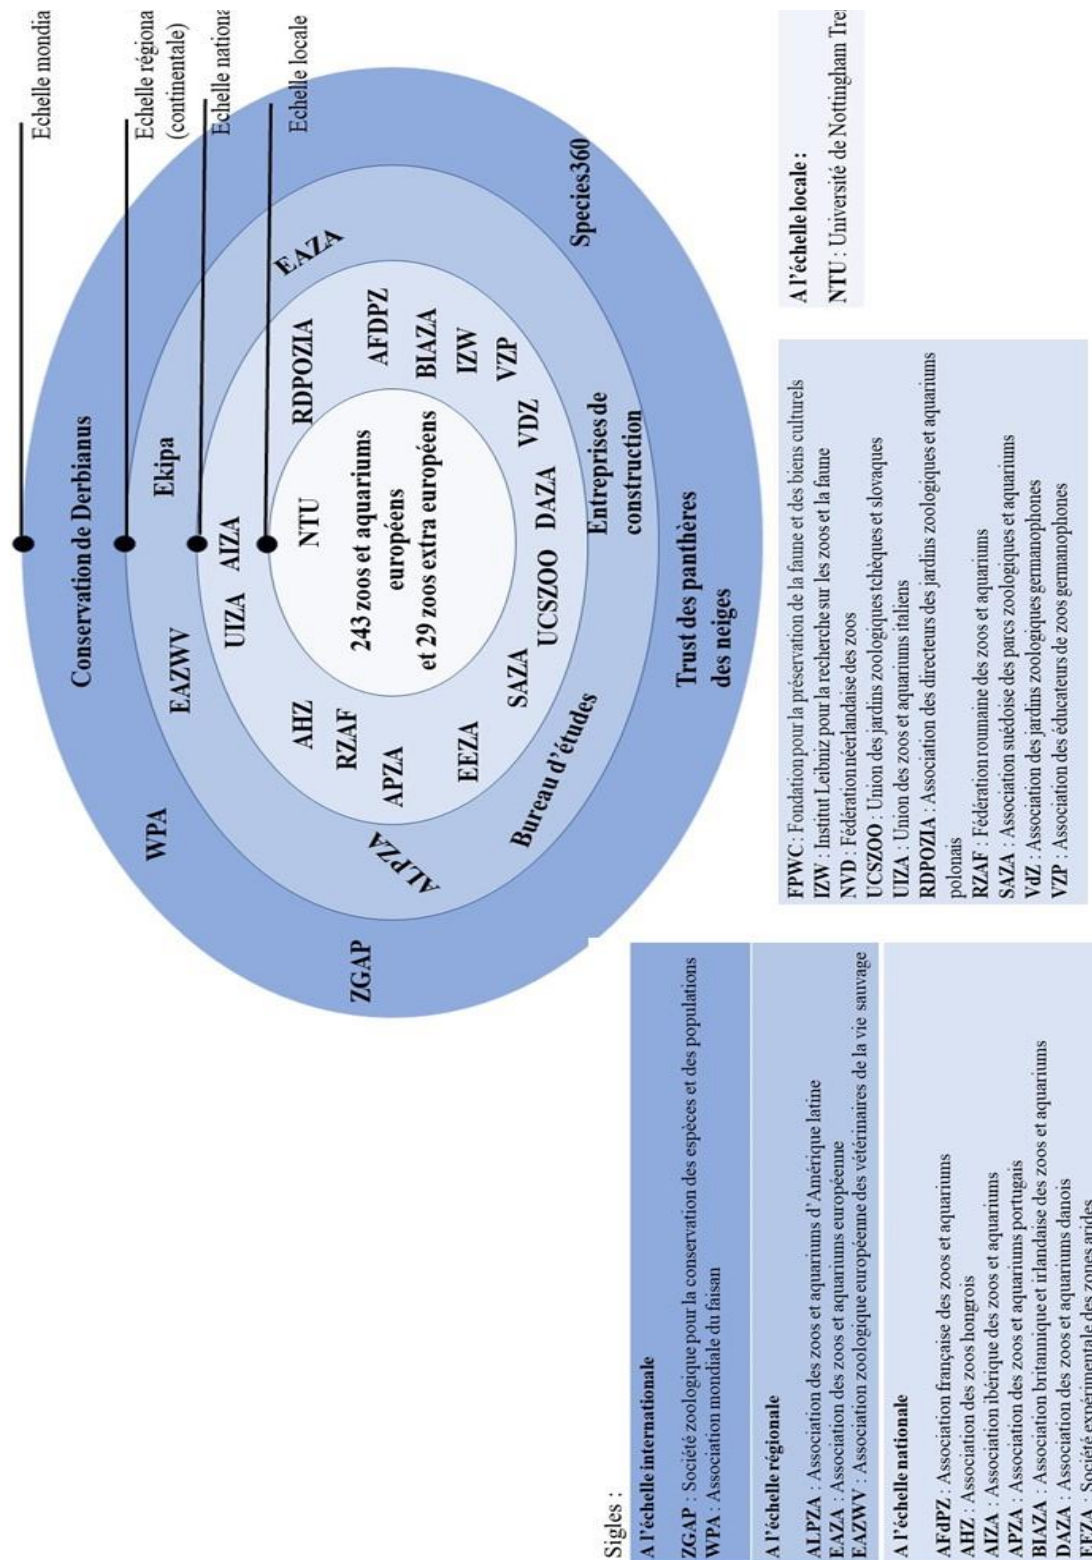 Echelle mondia
Echelle régiona
(continentale)
Echelle nationa
Echelle locale
Conservation de Derbianus
WPA
ZGAP
Species360
Trust des panthères
des neiges
Ekipa
EAZWV
ALPZA
EAZA
Bureau d'études
Entreprises de
construction
AIZA
UIZA
AHZ
RZAF
APZA
EEZA
SAZA
UCSZOO
DAZA
VDZ
VZP
IZW
BIAZA
AFDPZ
RDPOZIA
NTU
243 zoos et aquariums
européens
et 29 zoos extra européens
Sigles :
A l'échelle internationale
ZGAP : Société zoologique pour la conservation des espèces et des populations
WPA : Association mondiale du faisan
A l'échelle régionale
ALPZA : Association des zoos et aquariums d'Amérique latine
EAZA : Association des zoos et aquariums européenne
EAZWV : Association zoologique européenne des vétérinaires de la vie sauvage
A l'échelle nationale
AFdPZ : Association française des zoos et aquariums
AHZ : Association des zoos hongrois
AIZA : Association ibérique des zoos et aquariums
APZA : Association des zoos et aquariums portugais
BIAZA : Association britannique et irlandaise des zoos et aquariums
DAZA : Association des zoos et aquariums danois
EEZA : Société expérimentale des zones arides
FPWC : Fondation pour la préservation de la faune et des biens culturels
IZW : Institut Leibniz pour la recherche sur les zoos et la faune
NVD : Fédération néerlandaise des zoos
UCSZOO : Union des jardins zoologiques tchèques et slovaques
UIZA : Union des zoos et aquariums italiens
RDPOZIA : Association des directeurs des jardins zoologiques et aquariums
polonais
RZAF : Fédération roumaine des zoos et aquariums
SAZA : Association suédoise des parcs zoologiques et aquariums
VdZ : Association des jardins zoologiques germanophones
VZP : Association des éducateurs de zoos germanophones
A l'échelle locale :
NTU : Université de Nottingham Tre